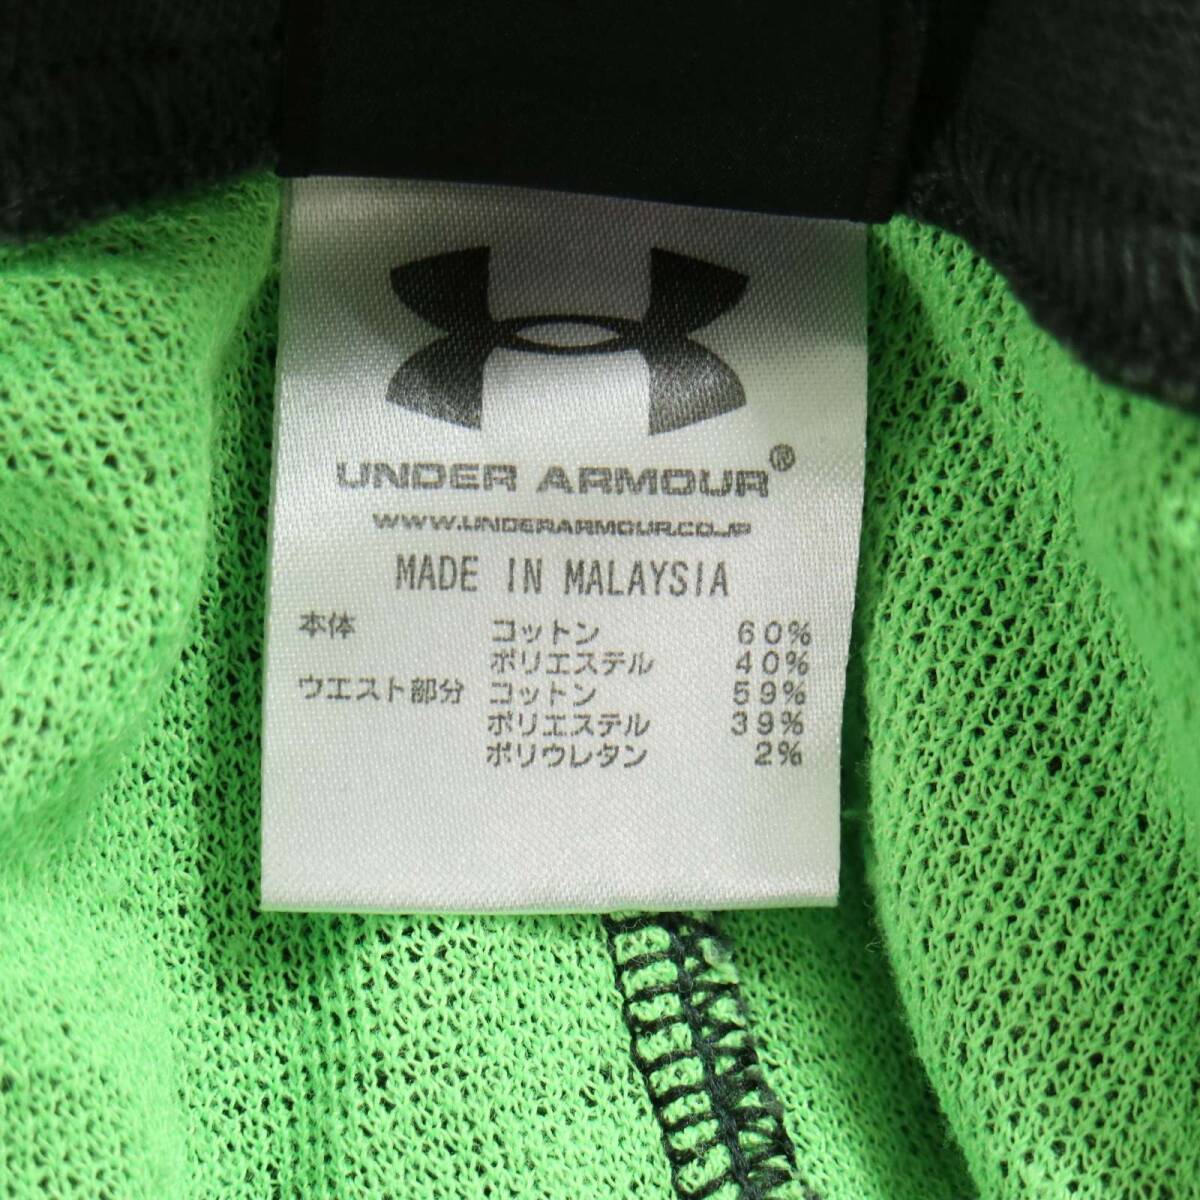 UNDER ARMOUR®
WWW.UNDERARMOUR.CO.JP
MADE IN MALAYSIA
本体 コットン 60%
ポリエステル 40%
ウエスト部分 コットン 59%
ポリエステル 39%
ポリウレタン 2%